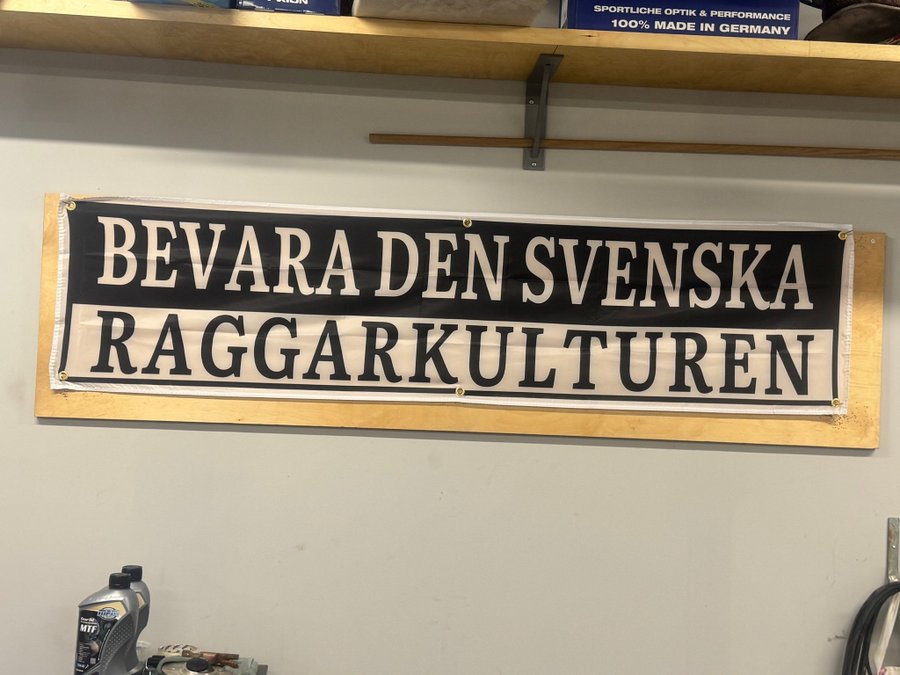 SPORTLICHE OPTIK & PERFORMANCE
100% MADE IN GERMANY
BEVARA DEN SVENSKA
RAGGARKULTUREN
MTF